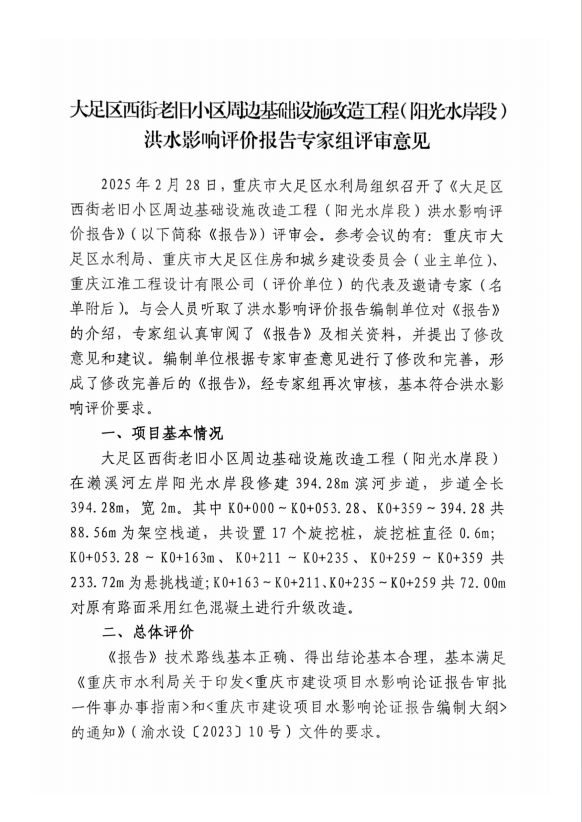 大足区西街老旧小区周边基础设施改造工程（阳光水岸段）
洪水影响评价报告专家组评审意见
2025 年 2 月 28 日，重庆市大足区水利局组织召开了《大足区
西街老旧小区周边基础设施改造工程（阳光水岸段）洪水影响评
价报告》（以下简称《报告》）评审会。参考会议的有：重庆市大
足区水利局、重庆市大足区住房和城乡建设委员会（业主单位）、
重庆江淮工程设计有限公司（评价单位）的代表及邀请专家（名
单附后）。与会人员听取了洪水影响评价报告编制单位对《报告》
的介绍，专家组认真审阅了《报告》及相关资料，并提出了修改
意见和建议。编制单位根据专家审查意见进行了修改和完善，形
成了修改完善后的《报告》，经专家组再次审核，基本符合洪水影
响评价要求。
一、项目基本情况
大足区西街老旧小区周边基础设施改造工程（阳光水岸段）
在濑溪河左岸阳光水岸段修建 394.28m 滨河步道，步道全长
394.28m，宽 2m。其中 K0+000～K0+053.28、K0+359～394.28 共
88.56m 为架空栈道，共设置 17 个旋挖桩，旋挖桩直径 0.6m；
K0+053.28 ～ K0+163m、K0+211 ～ K0+235、K0+259 ～ K0+359 共
233.72m 为悬挑栈道；K0+163～K0+211、K0+235～K0+259 共 72.00m
对原有路面采用红色混凝土进行升级改造。
二、总体评价
《报告》技术路线基本正确、得出结论基本合理，基本满足
《重庆市水利局关于印发<重庆市建设项目水影响论证报告审批
一件事办事指南>和<重庆市建设项目水影响论证报告编制大纲>
的通知》（渝水设〔2023〕10 号）文件的要求。